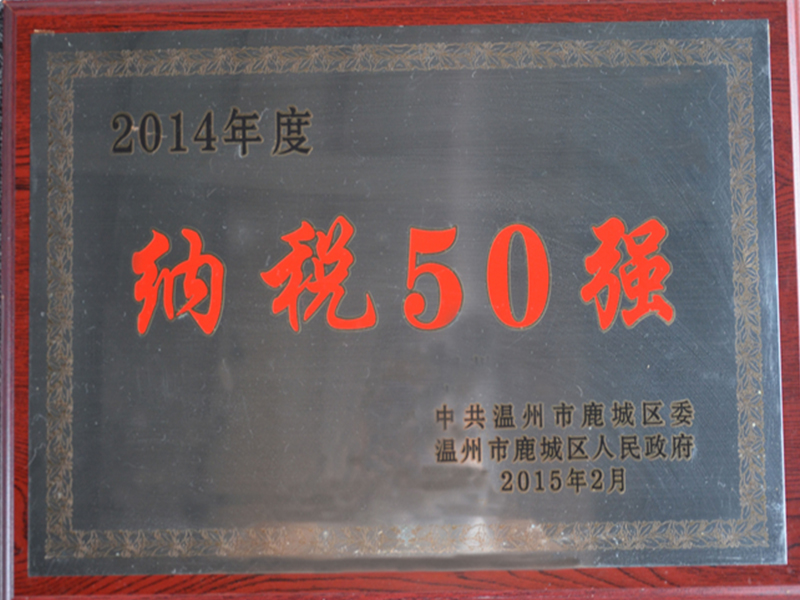 2014年度
纳税50强
中共温州市鹿城区委
温州市鹿城区人民政府
2015年2月